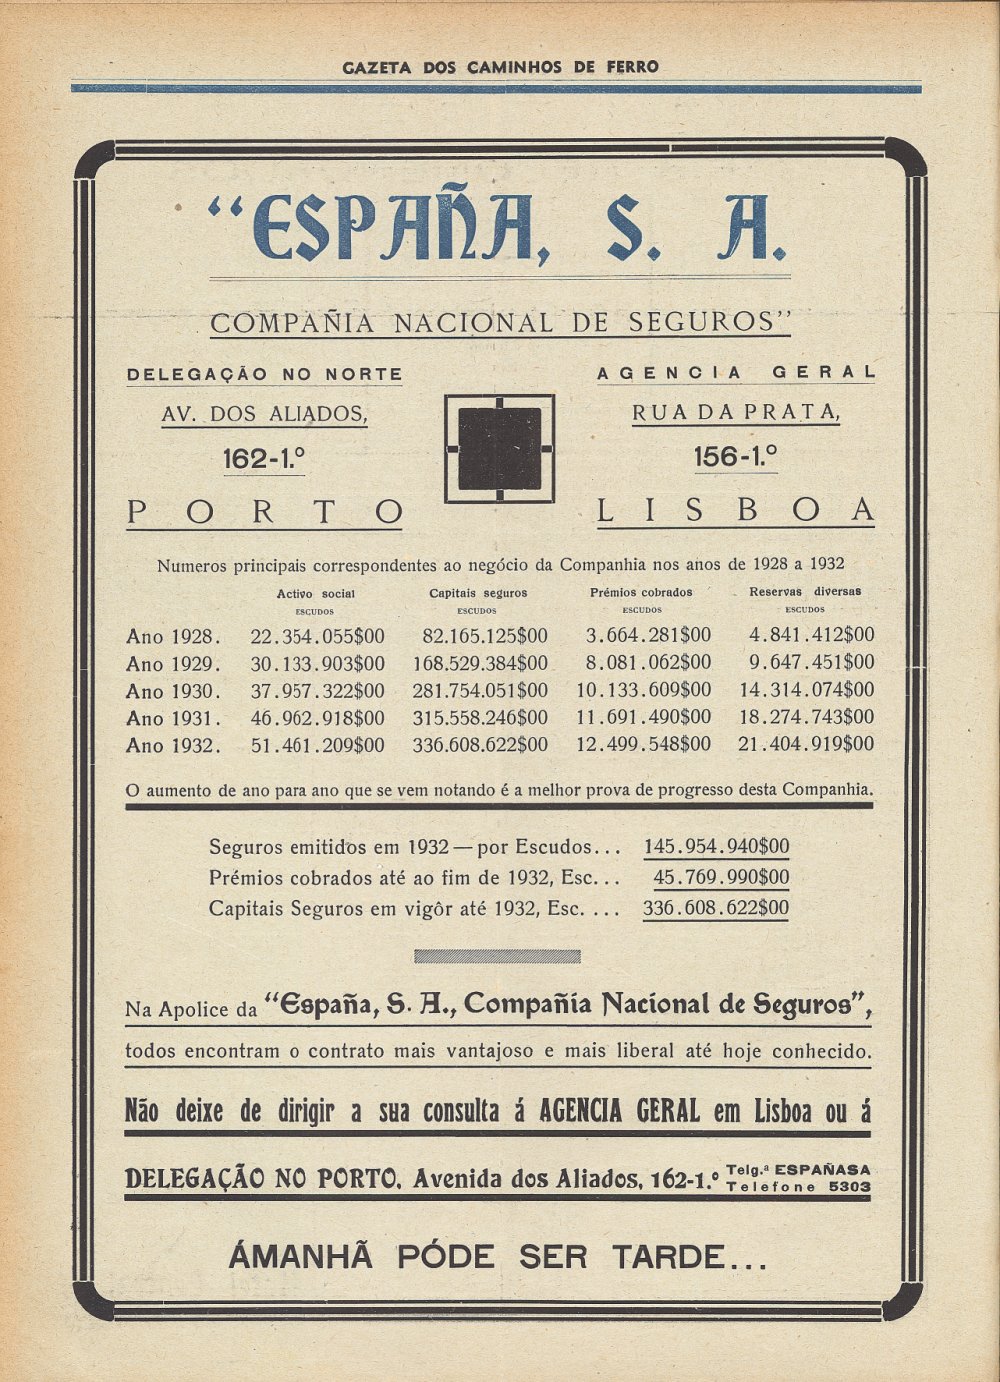 GAZETA DOS CAMINHOS DE FERRO
“ESPAÑA, S. A.
COMPAÑIA NACIONAL DE SEGUROS”
DELEGAÇÃO NO NORTE
AV. DOS ALIADOS,
162-1.º
PORTO
AGENCIA GERAL
RUA DA PRATA,
156-1.º
LISBOA
Numeros principais correspondentes ao negócio da Companhia nos anos de 1928 a 1932
Activo social Capitais seguros Prémios cobrados Reservas diversas
ESCUDOS ESCUDOS ESCUDOS ESCUDOS
Ano 1928. 22.354.055$00 82.165.125$00 3.664.281$00 4.841.412$00
Ano 1929. 30.133.903$00 168.529.384$00 8.081.062$00 9.647.451$00
Ano 1930. 37.957.322$00 281.754.051$00 10.133.609$00 14.314.074$00
Ano 1931. 46.962.918$00 315.558.246$00 11.691.490$00 18.274.743$00
Ano 1932. 51.461.209$00 336.608.622$00 12.499.548$00 21.404.919$00
O aumento de ano para ano que se vem notando é a melhor prova de progresso desta Companhia.
Seguros emitidos em 1932 — por Escudos... 145.954.940$00
Prémios cobrados até ao fim de 1932, Esc... 45.769.990$00
Capitais Seguros em vigôr até 1932, Esc. ... 336.608.622$00
Na Apolice da “España, S. A., Compañia Nacional de Seguros”,
todos encontram o contrato mais vantajoso e mais liberal até hoje conhecido.
Não deixe de dirigir a sua consulta á AGENCIA GERAL em Lisboa ou á
DELEGAÇÃO NO PORTO, Avenida dos Aliados, 162-1.º Telg.ª ESPAÑASA
Telefone 5303
ÁMANHÃ PÓDE SER TARDE...